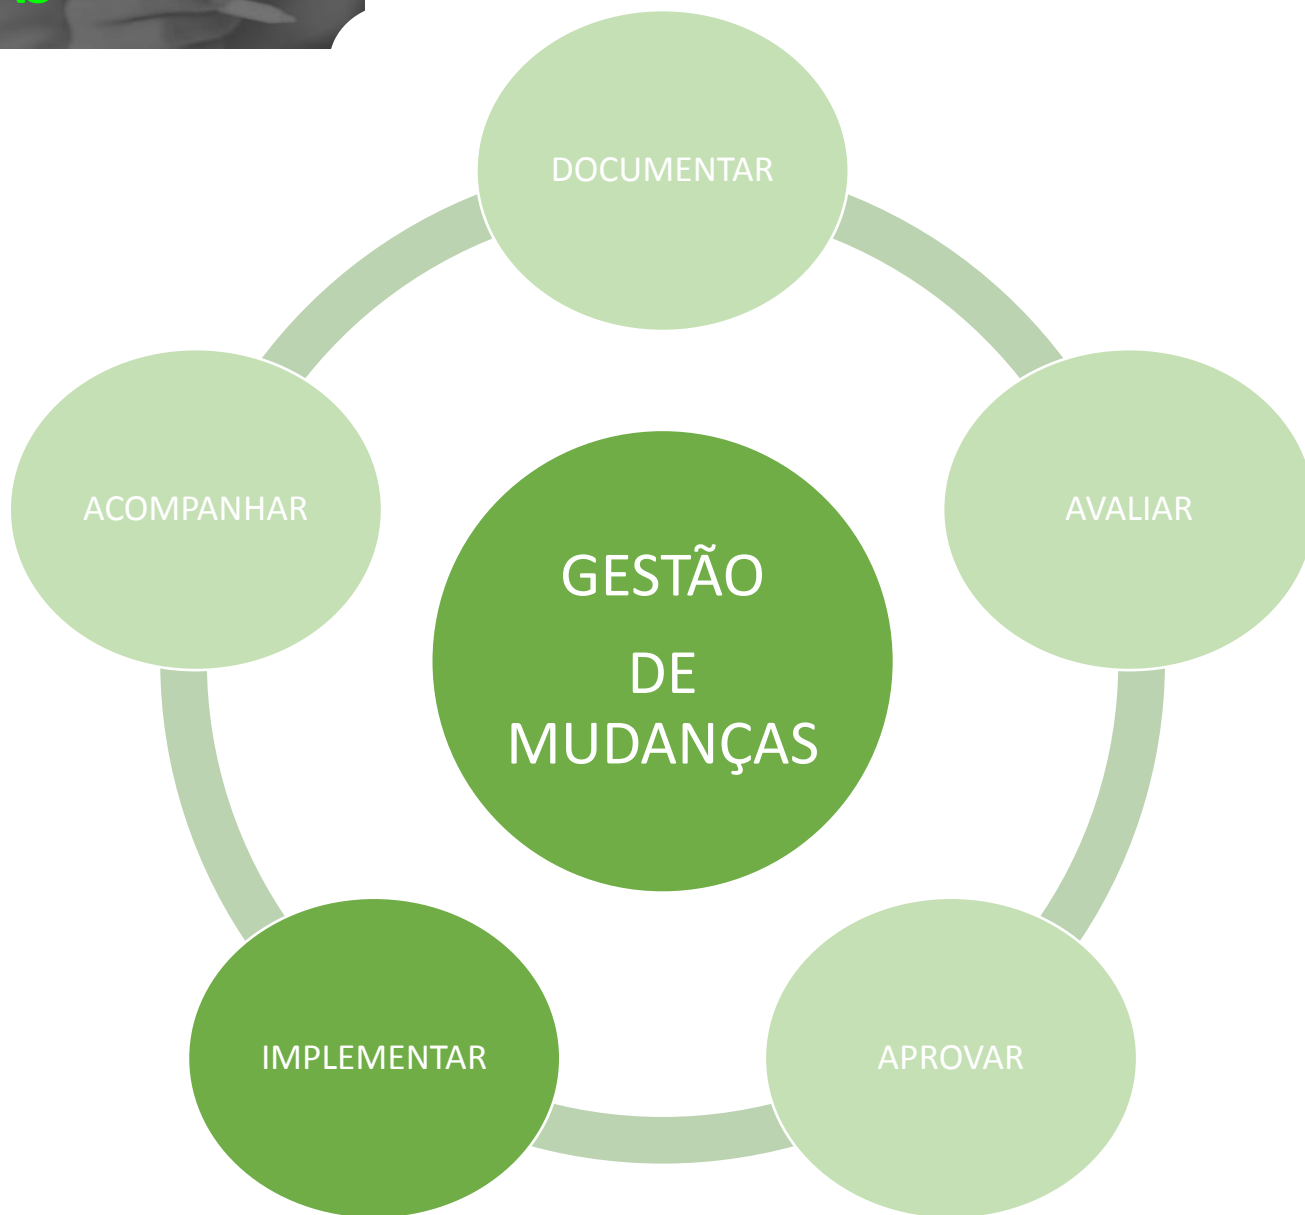 DOCUMENTAR
AVALIAR
APROVAR
IMPLEMENTAR
ACOMPANHAR
GESTÃO
DE
MUDANÇAS